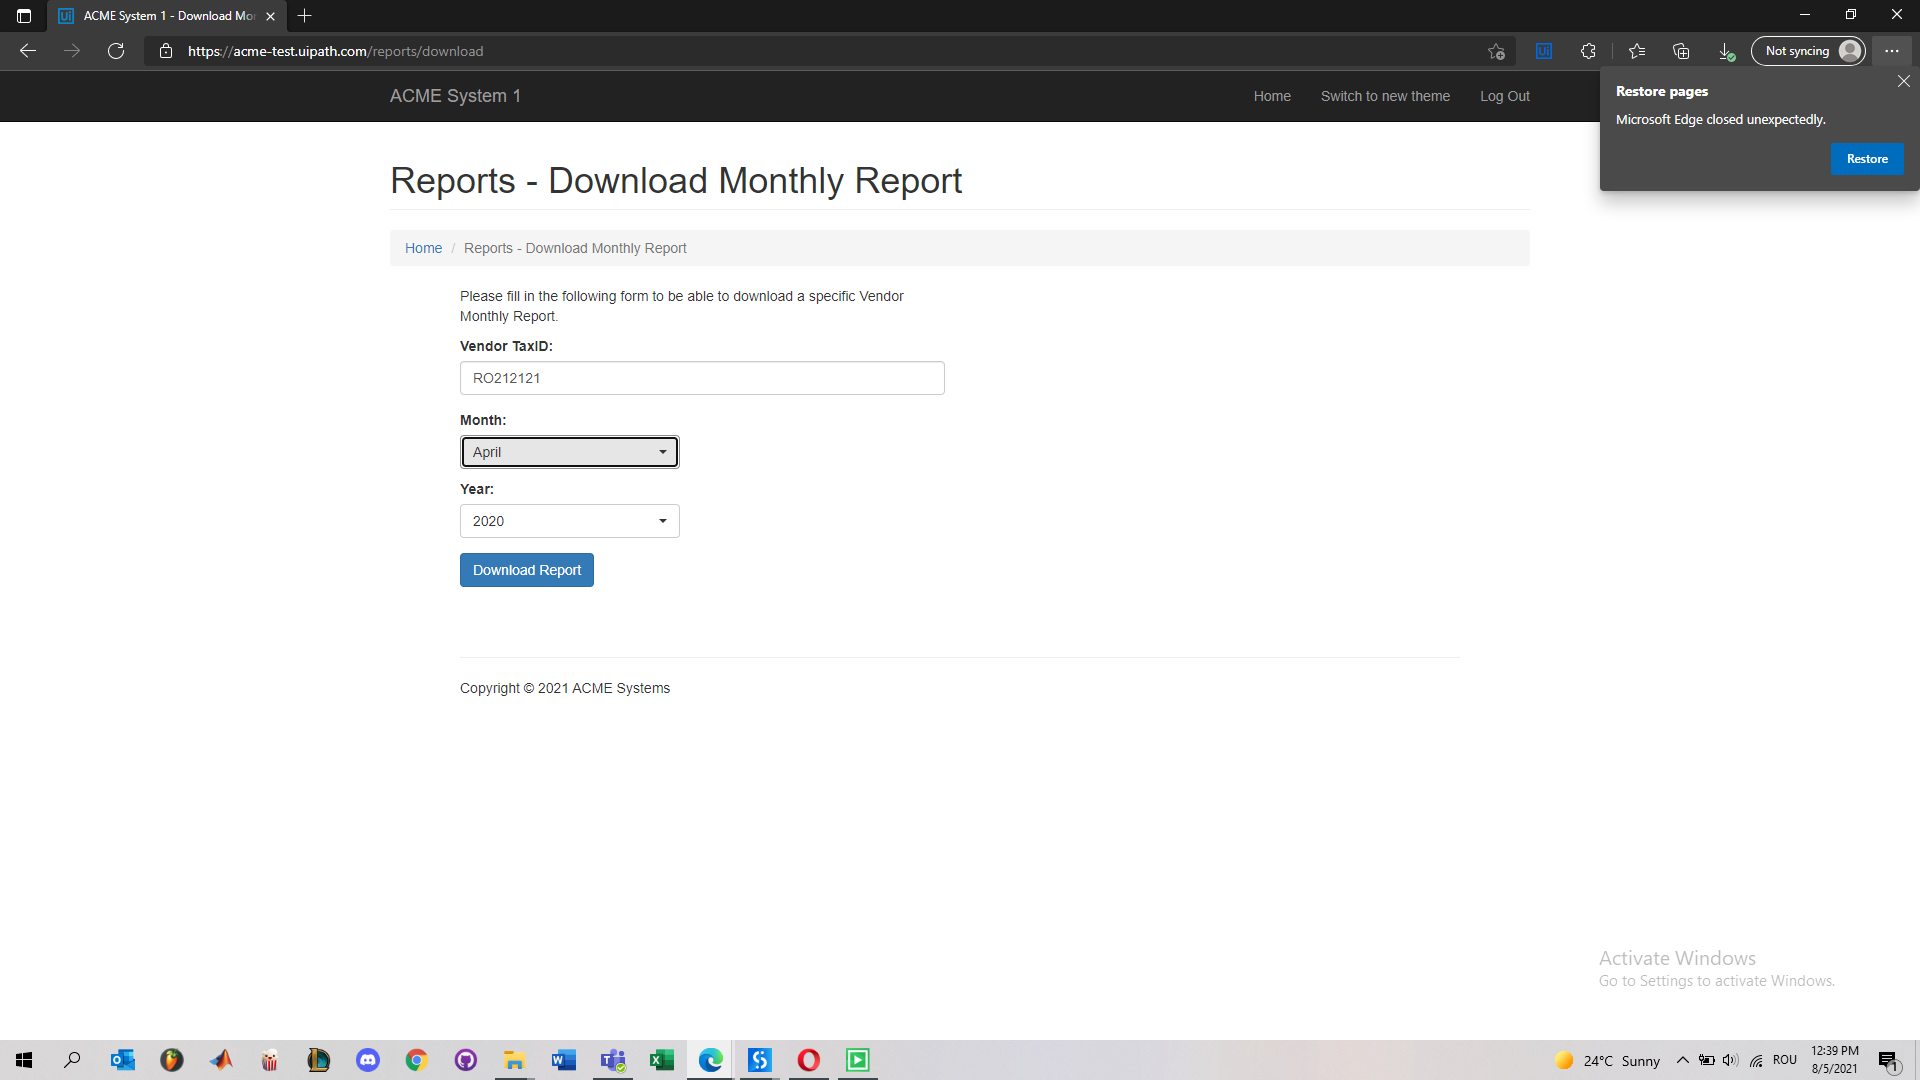 ACME System 1 - Download Mon
https://acme-test.uipath.com/reports/download
Not syncing
ACME System 1
Home
Switch to new theme
Log Out
Restore pages
Microsoft Edge closed unexpectedly.
Restore
Reports - Download Monthly Report
Home / Reports - Download Monthly Report
Please fill in the following form to be able to download a specific Vendor
Monthly Report.
Vendor TaxID:
RO212121
Month:
April
Year:
2020
Download Report
Copyright © 2021 ACME Systems
Activate Windows
Go to Settings to activate Windows.
24°C Sunny
ROU
12:39 PM
8/5/2021
1